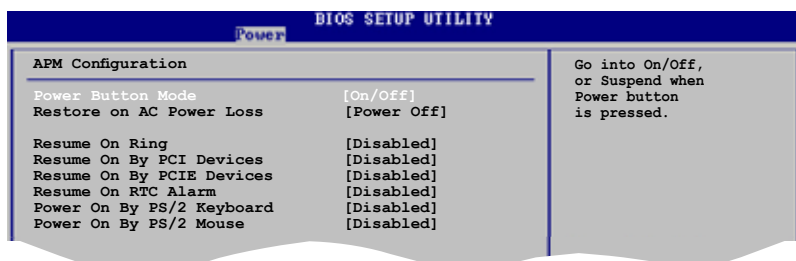 BIOS SETUP UTILITY
Power
APM Configuration
Power Button Mode [On/Off]
Restore on AC Power Loss [Power Off]
Resume On Ring [Disabled]
Resume On By PCI Devices [Disabled]
Resume On By PCIE Devices [Disabled]
Resume On RTC Alarm [Disabled]
Power On By PS/2 Keyboard [Disabled]
Power On By PS/2 Mouse [Disabled]
Go into On/Off,
or Suspend when
Power button
is pressed.